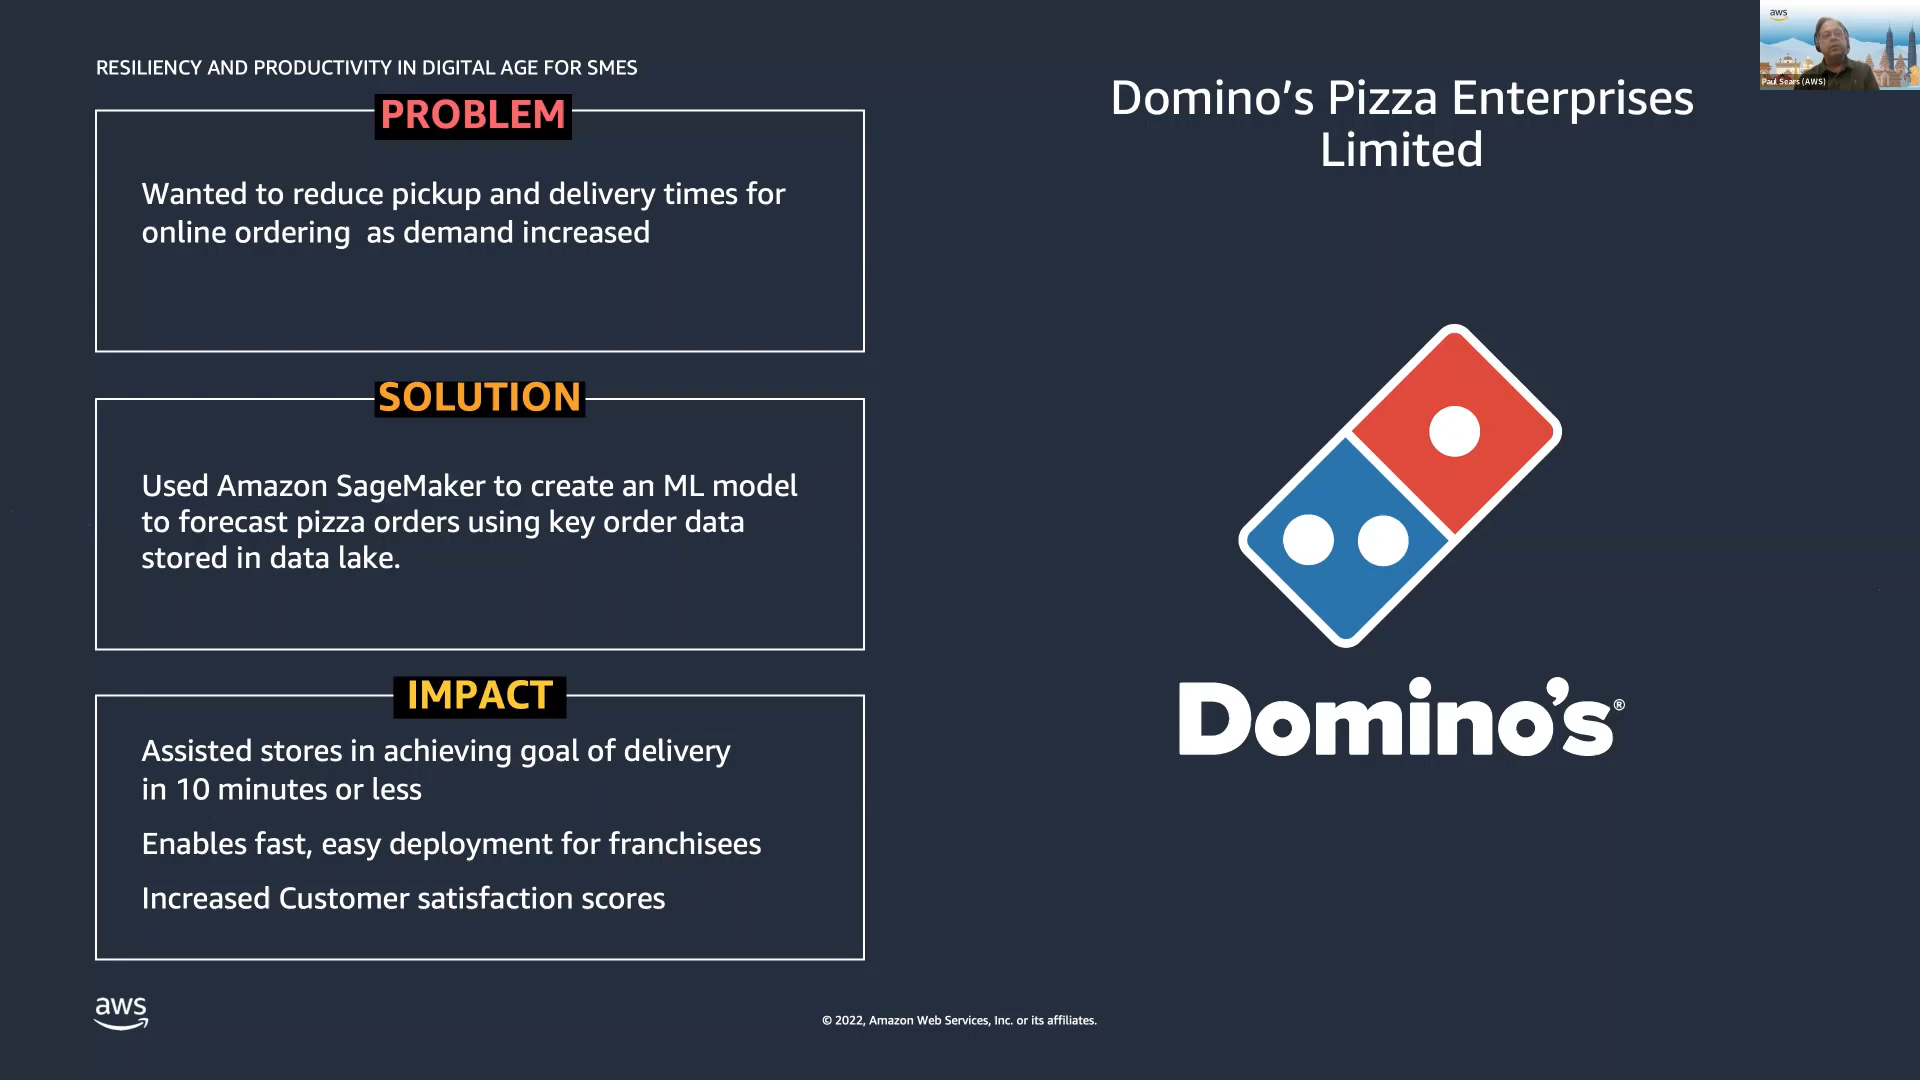 RESILIENCY AND PRODUCTIVITY IN DIGITAL AGE FOR SMES
PROBLEM
Wanted to reduce pickup and delivery times for
online ordering  as demand increased
SOLUTION
Used Amazon SageMaker to create an ML model
to forecast pizza orders using key order data
stored in data lake.
IMPACT
Assisted stores in achieving goal of delivery
in 10 minutes or less
Enables fast, easy deployment for franchisees
Increased Customer satisfaction scores
Domino’s Pizza Enterprises
Limited
Domino’s®
aws
Paul Sears (AWS)
aws
© 2022, Amazon Web Services, Inc. or its affiliates.